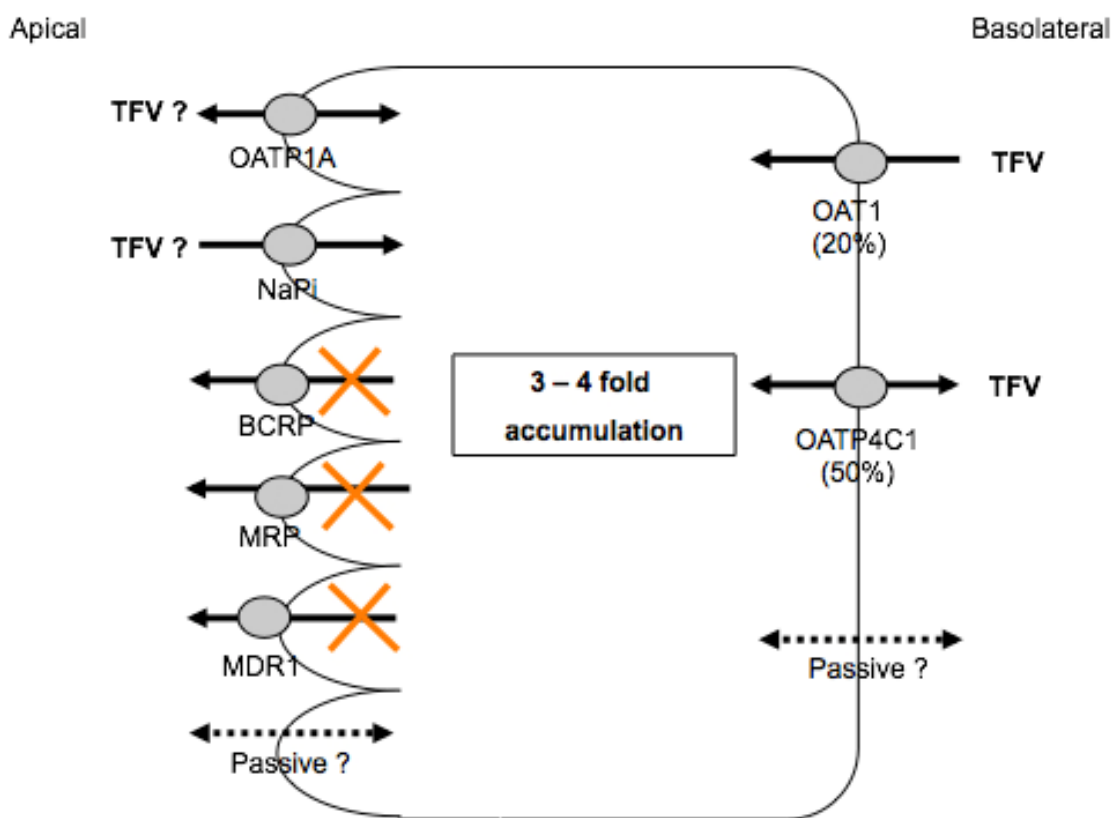 Apical
Basolateral
TFV ?
OATP1A
TFV
OAT1
(20%)
TFV ?
NaPi
3 – 4 fold
accumulation
BCRP
TFV
OATP4C1
(50%)
MRP
MDR1
Passive ?
Passive ?